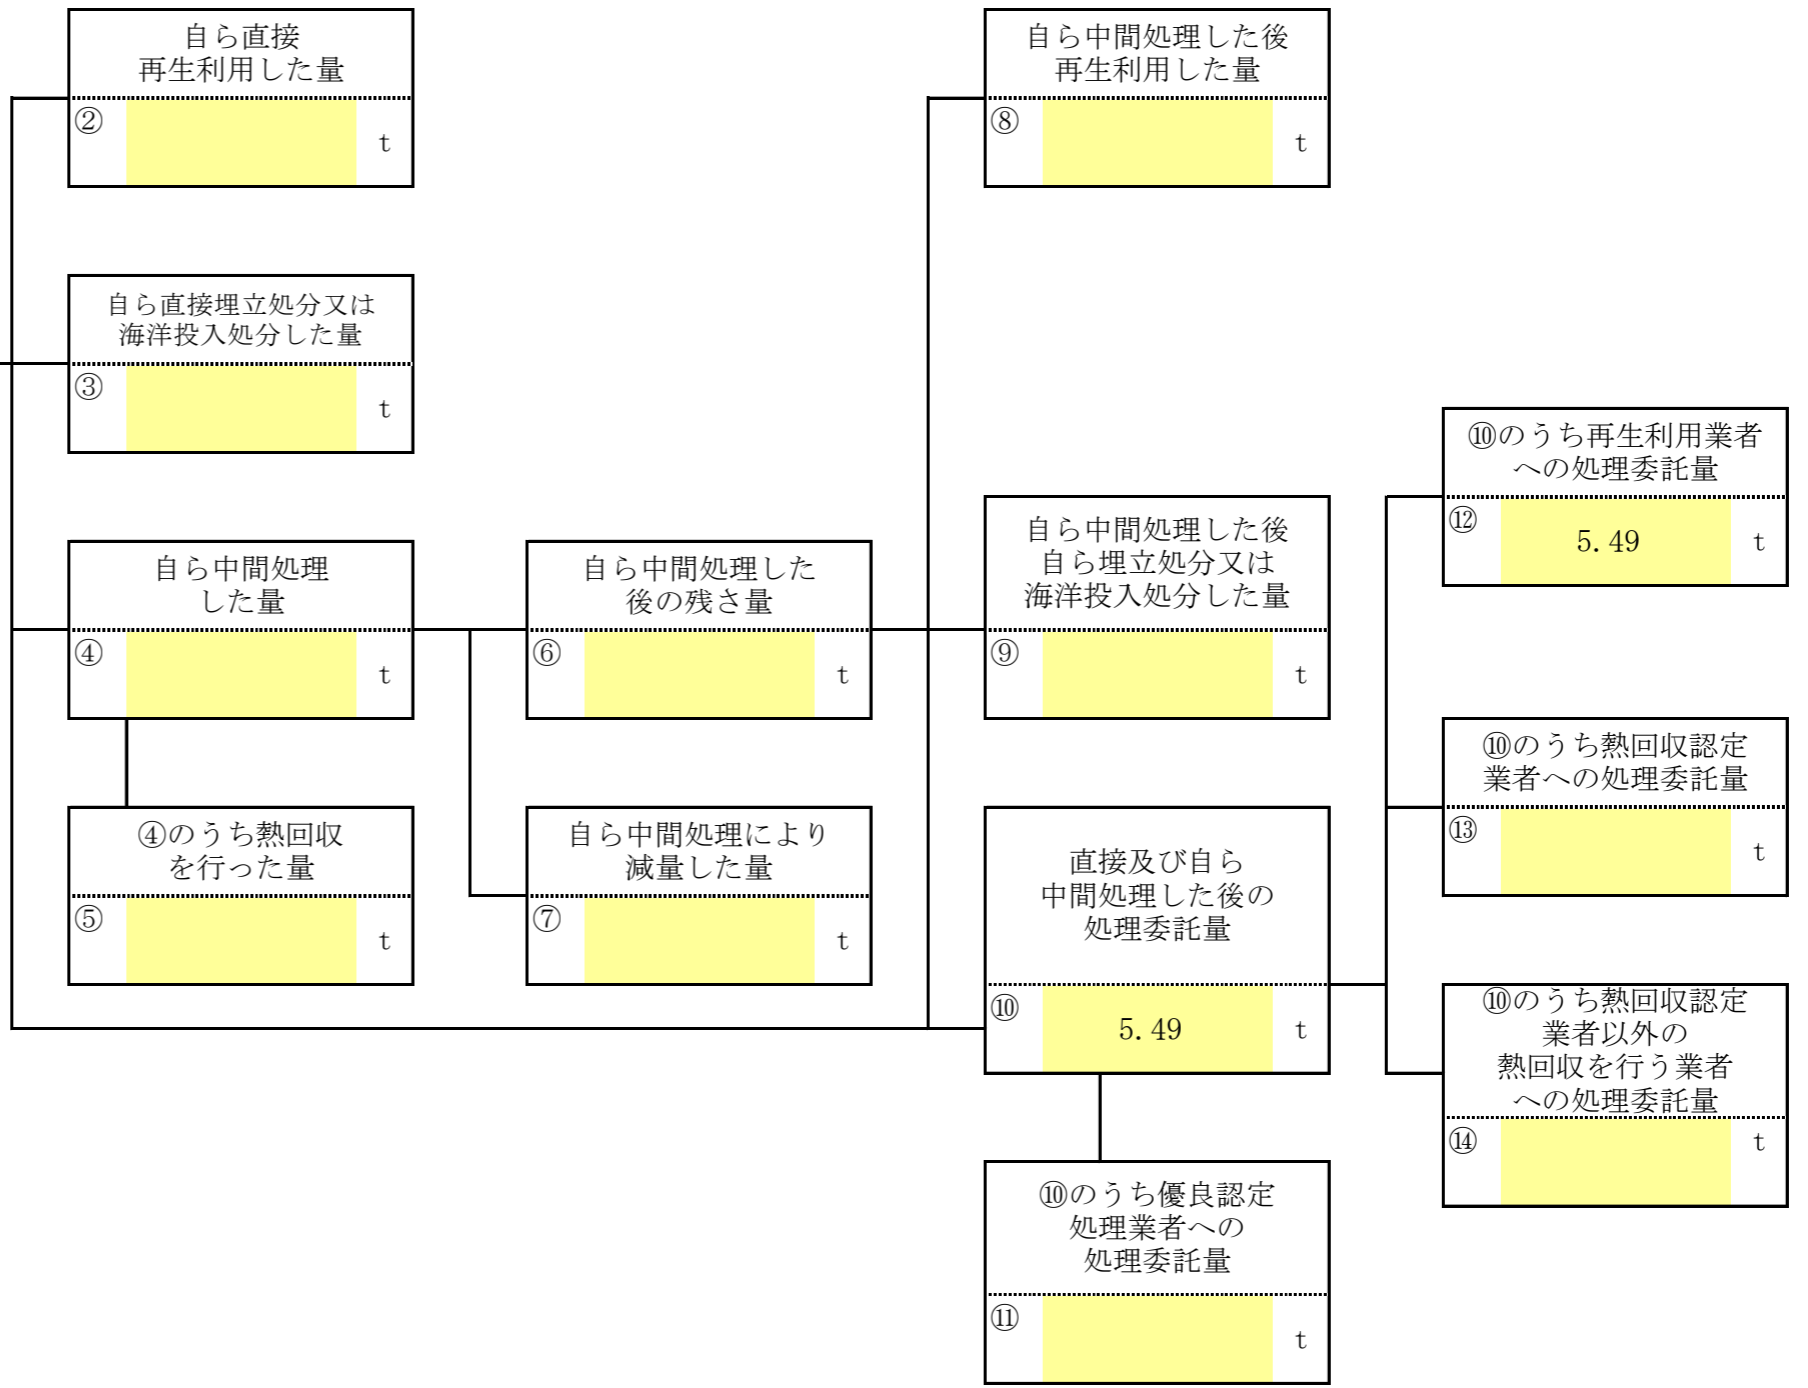 自ら直接
再生利用した量
②
t
自ら中間処理した後
再生利用した量
⑧
t
自ら直接埋立処分又は
海洋投入処分した量
③
t
⑩のうち再生利用業者
への処理委託量
⑫
5.49
t
自ら中間処理
した量
④
t
自ら中間処理した
後の残さ量
⑥
t
自ら中間処理した後
自ら埋立処分又は
海洋投入処分した量
⑨
t
⑩のうち熱回収認定
業者への処理委託量
⑬
t
④のうち熱回収
を行った量
⑤
t
自ら中間処理により
減量した量
⑦
t
直接及び自ら
中間処理した後の
処理委託量
⑩
5.49
t
⑩のうち熱回収認定
業者以外の
熱回収を行う業者
への処理委託量
⑭
t
⑩のうち優良認定
処理業者への
処理委託量
⑪
t